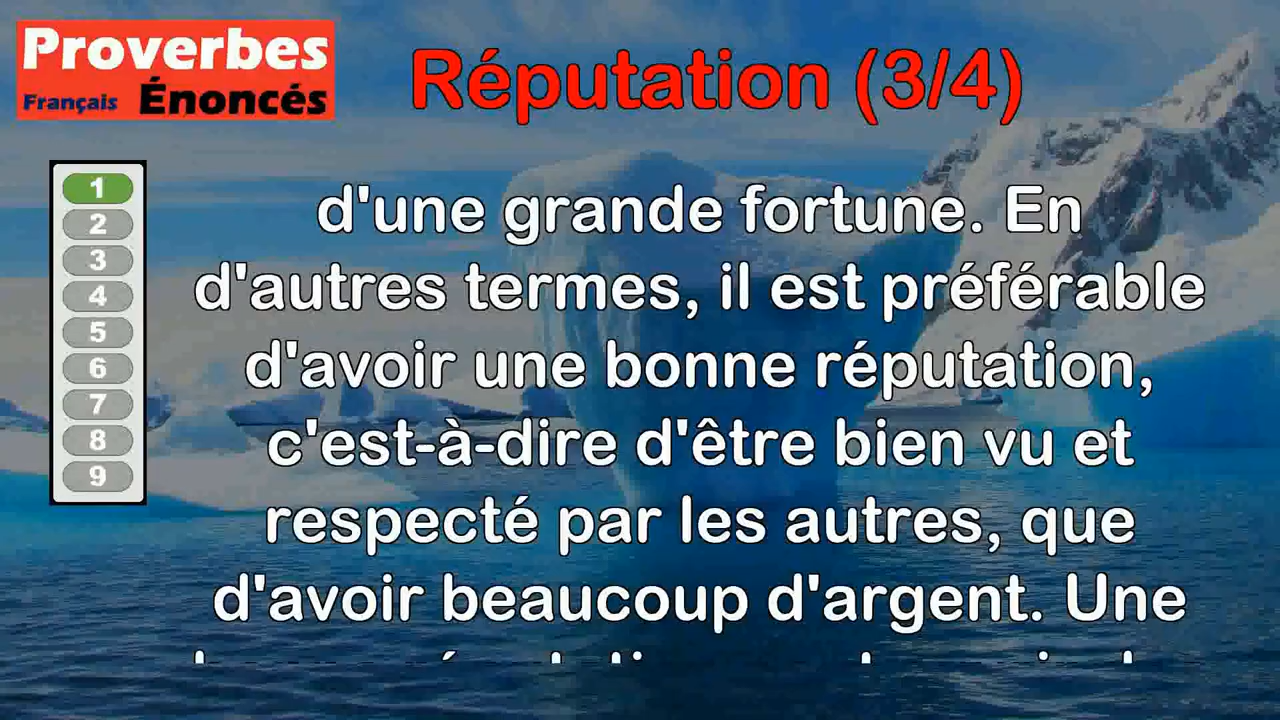 Proverbes
Français Énoncés
Réputation (3/4)
1
2
3
4
5
6
7
8
9
d'une grande fortune. En
d'autres termes, il est préférable
d'avoir une bonne réputation,
c'est-à-dire d'être bien vu et
respecté par les autres, que
d'avoir beaucoup d'argent. Une